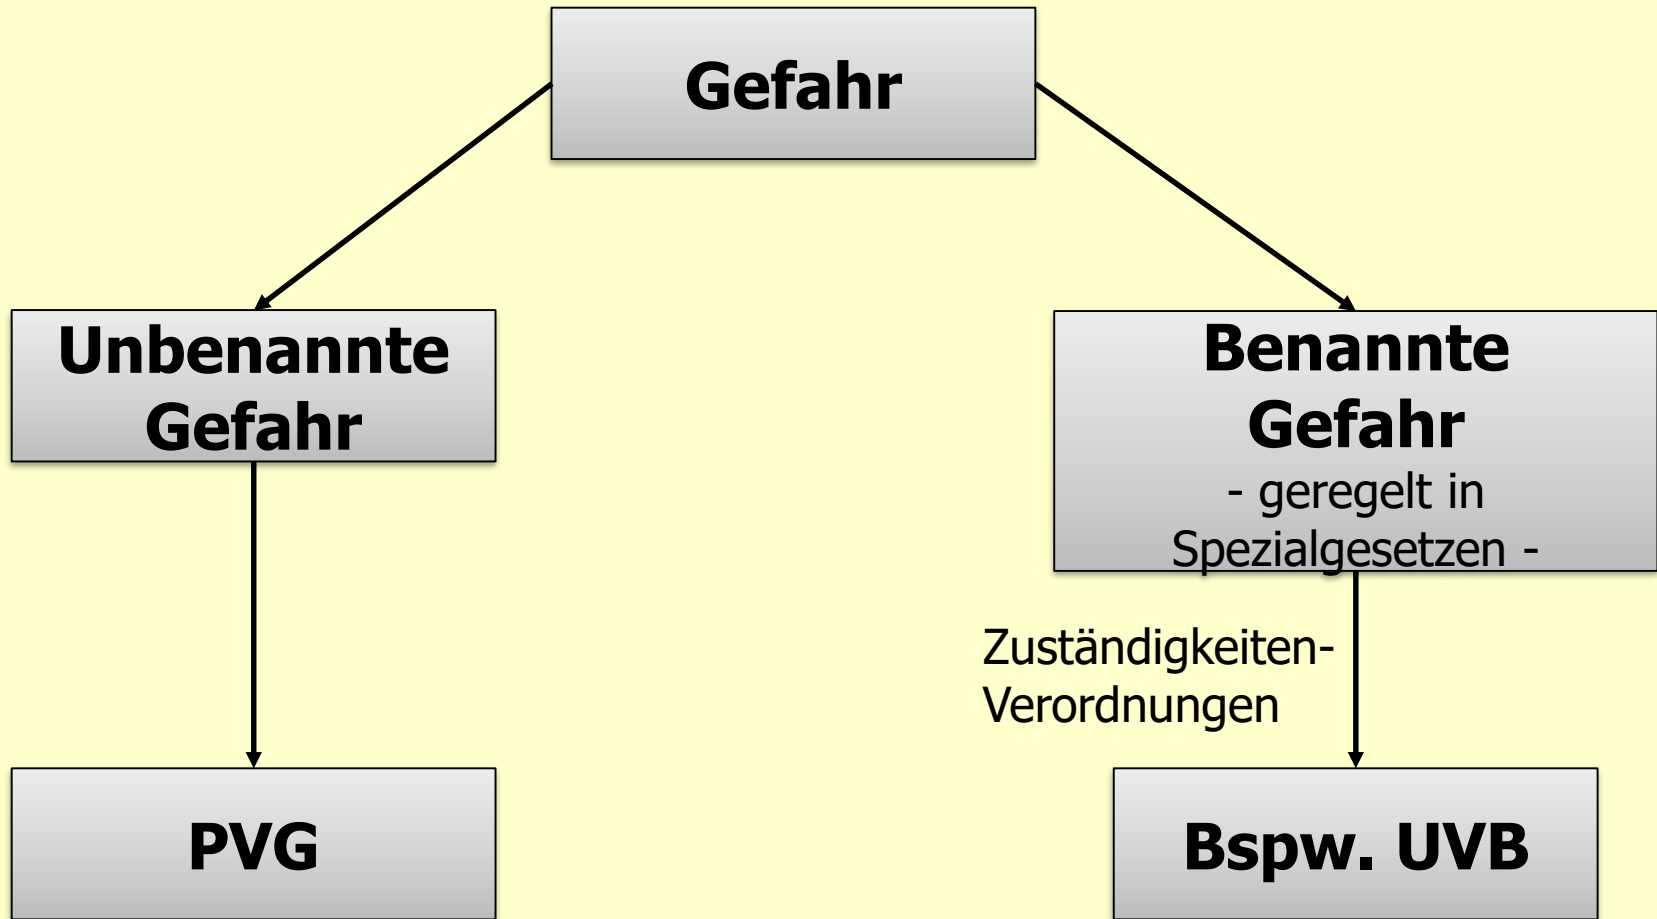 Gefahr
Unbenannte
Gefahr
Benannte
Gefahr
- geregelt in
Spezialgesetzen -
Zuständigkeiten-
Verordnungen
PVG
Bspw. UVB